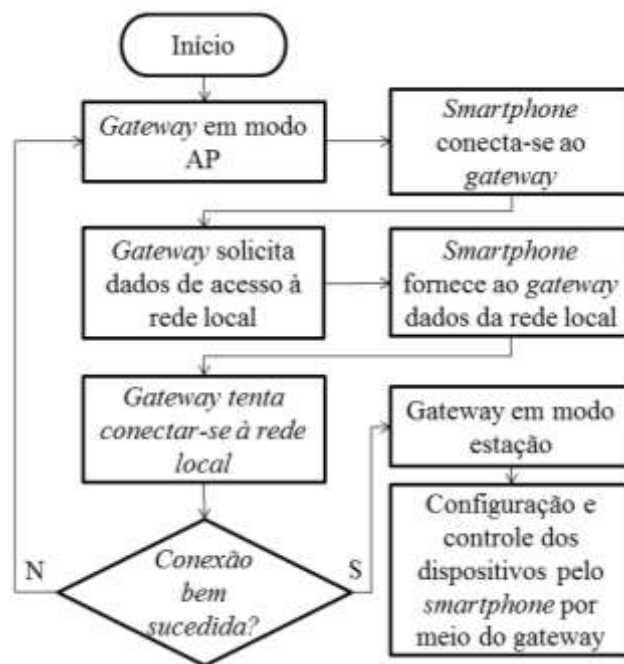 Início
Gateway em modo
AP
Smartphone
conecta-se ao
gateway
Gateway solicita
dados de acesso à
rede local
Smartphone
fornece ao gateway
dados da rede local
Gateway tenta
conectar-se à rede
local
Gateway em modo
estação
Conexão
bem
sucedida?
N
S
Configuração e
controle dos
dispositivos pelo
smartphone por
meio do gateway